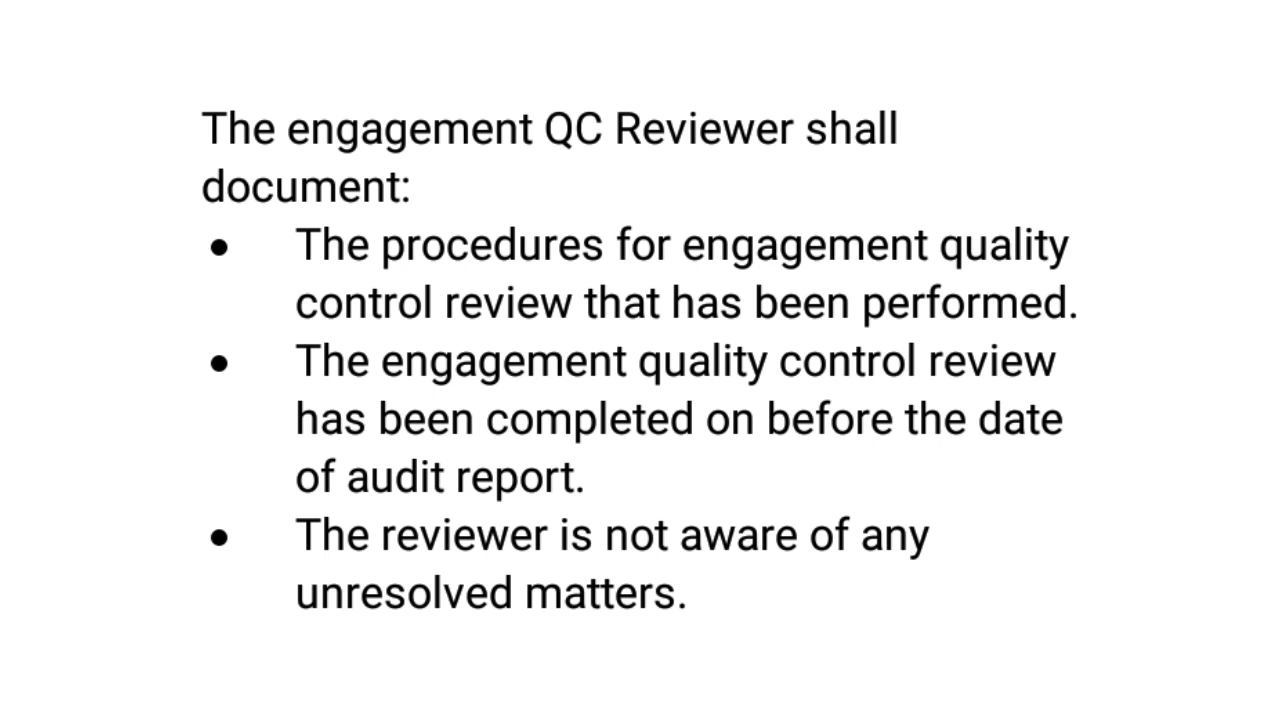 The engagement QC Reviewer shall
document:
● The procedures for engagement quality
control review that has been performed.
● The engagement quality control review
has been completed on before the date
of audit report.
● The reviewer is not aware of any
unresolved matters.